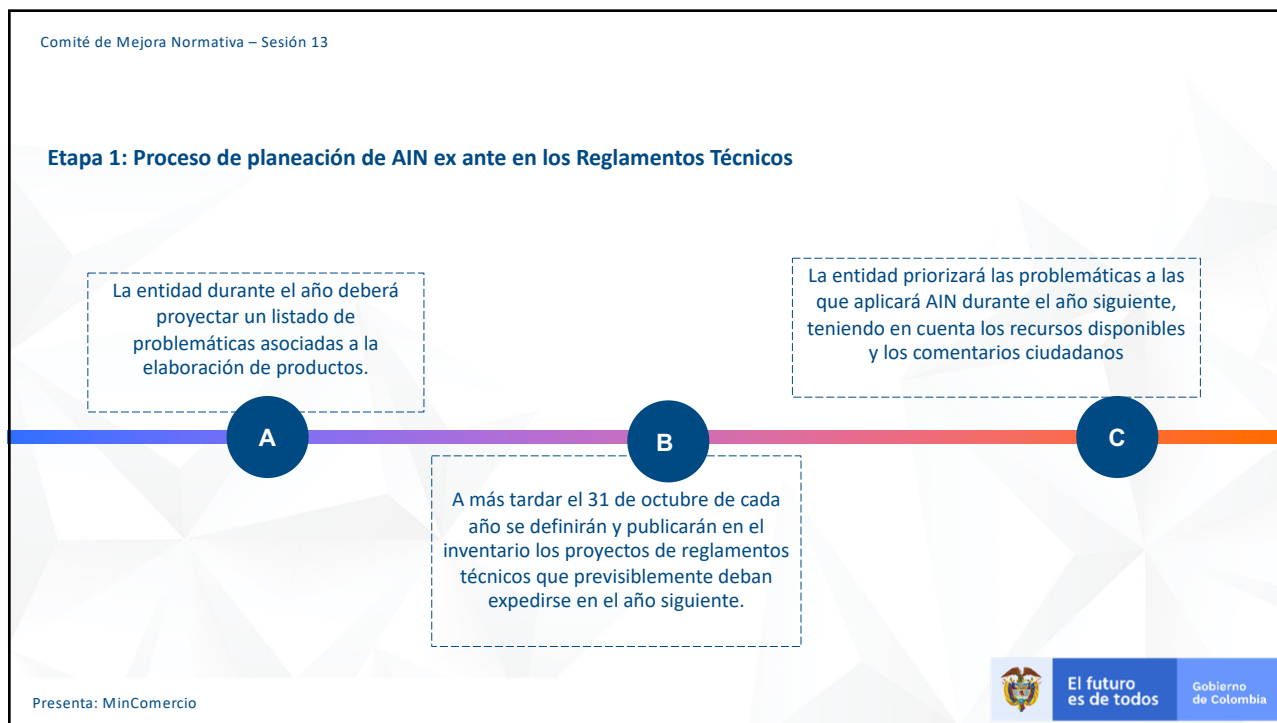 Comité de Mejora Normativa – Sesión 13
Etapa 1: Proceso de planeación de AIN ex ante en los Reglamentos Técnicos
La entidad durante el año deberá
proyectar un listado de
problemáticas asociadas a la
elaboración de productos.
A
B
A más tardar el 31 de octubre de cada
año se definirán y publicarán en el
inventario los proyectos de reglamentos
técnicos que previsiblemente deban
expedirse en el año siguiente.
La entidad priorizará las problemáticas a las
que aplicará AIN durante el año siguiente,
teniendo en cuenta los recursos disponibles
y los comentarios ciudadanos
C
Presenta: MinComercio
El futuro
es de todos
Gobierno
de Colombia